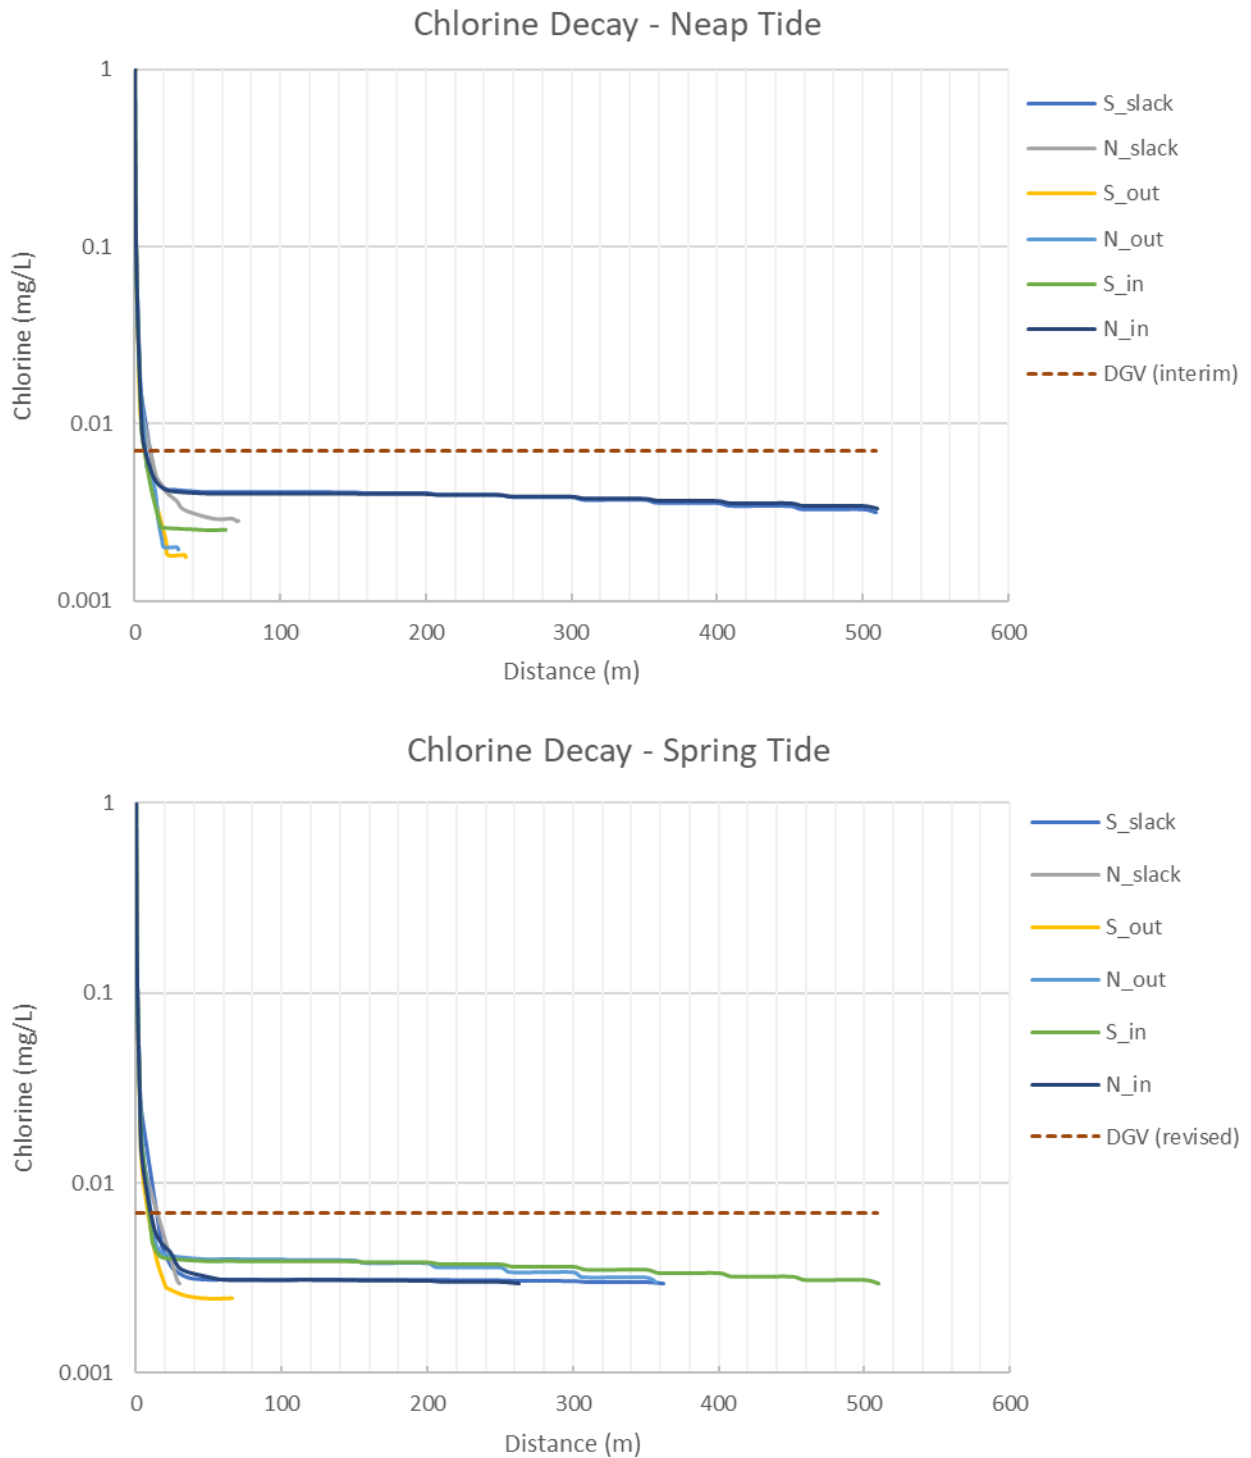 Chlorine Decay - Neap Tide
1
0.1
0.01
0.001
Chlorine (mg/L)
0 100 200 300 400 500 600
Distance (m)
S_slack
N_slack
S_out
N_out
S_in
N_in
DGV (interim)
Chlorine Decay - Spring Tide
1
0.1
0.01
0.001
Chlorine (mg/L)
0 100 200 300 400 500 600
Distance (m)
S_slack
N_slack
S_out
N_out
S_in
N_in
DGV (revised)